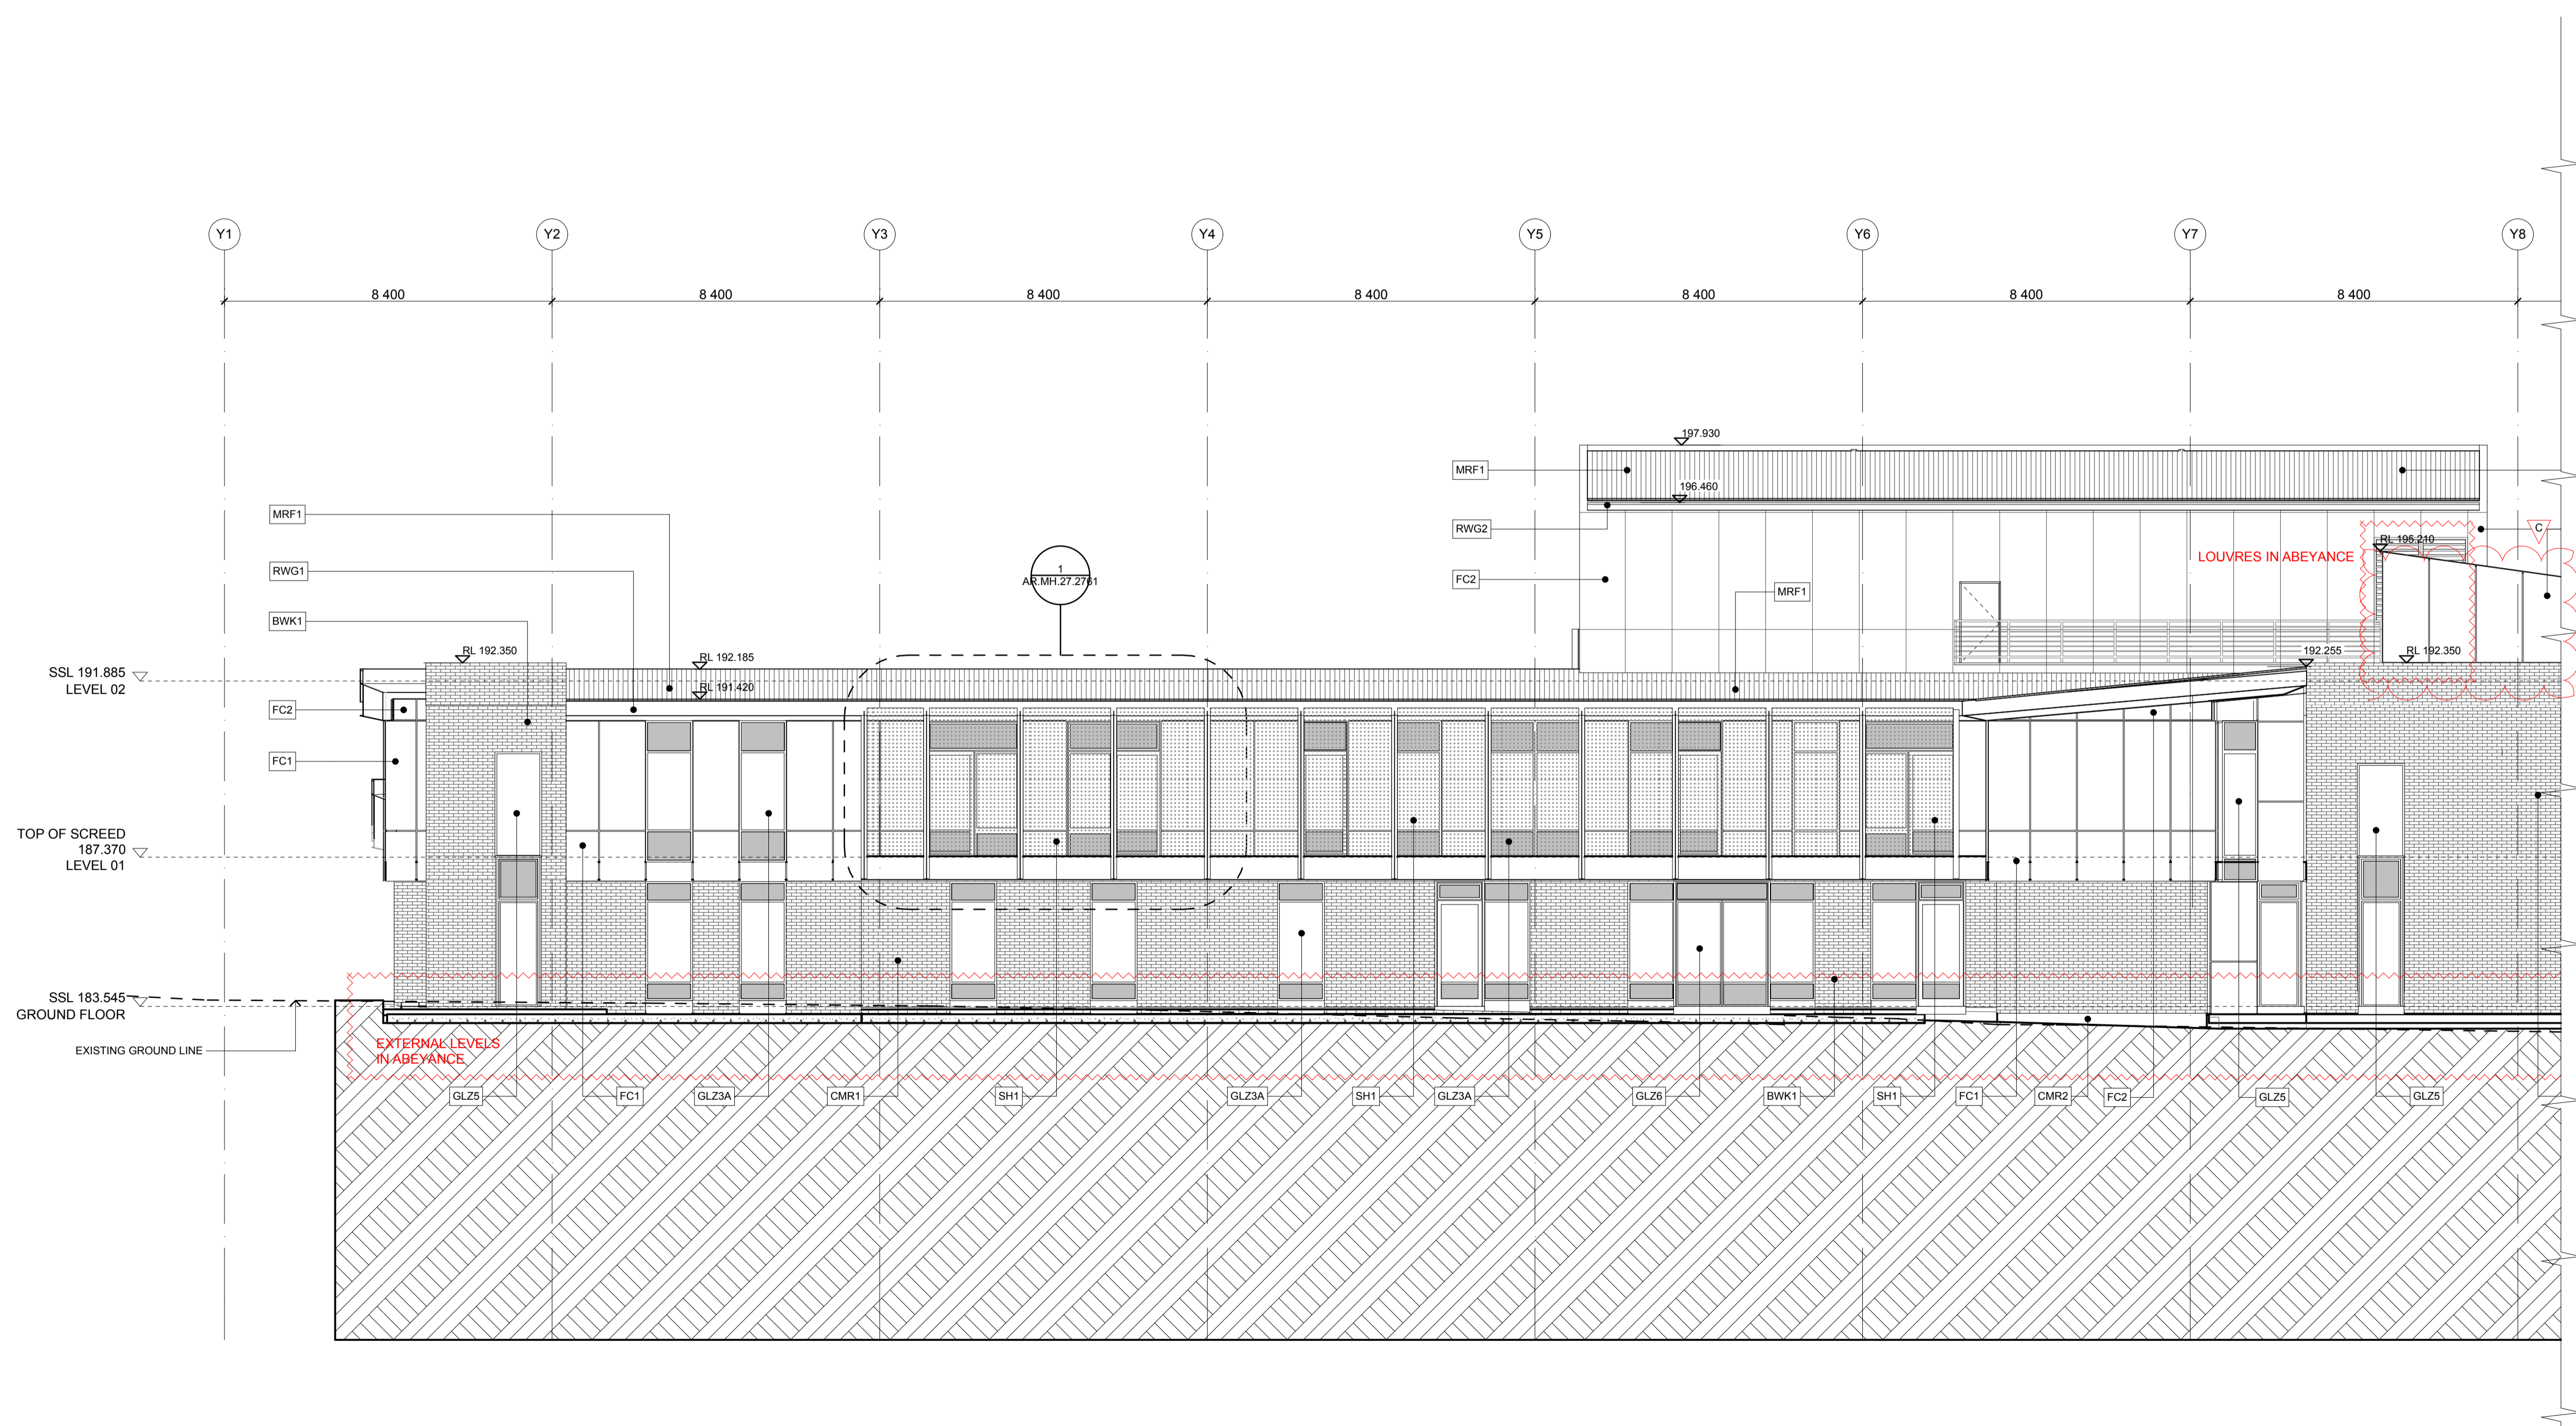 Y1
Y2
Y3
Y4
Y5
Y6
Y7
Y8
8 400
8 400
8 400
8 400
8 400
8 400
8 400
197.930
MRF1
196.460
MRF1
RWG2
C
RL 195.210
LOUVRES IN ABEYANCE
RWG1
1
AR.MH.27.2761
FC2
MRF1
BWK1
RL 192.350
RL 192.185
192.255
RL 192.350
SSL 191.885
LEVEL 02
RL 191.420
FC2
FC1
TOP OF SCREED
187.370
LEVEL 01
SSL 183.545
GROUND FLOOR
EXISTING GROUND LINE
EXTERNAL LEVELS
IN ABEYANCE
GLZ5
FC1
GLZ3A
CMR1
SH1
GLZ3A
SH1
GLZ3A
GLZ6
BWK1
SH1
FC1
CMR2
FC2
GLZ5
GLZ5